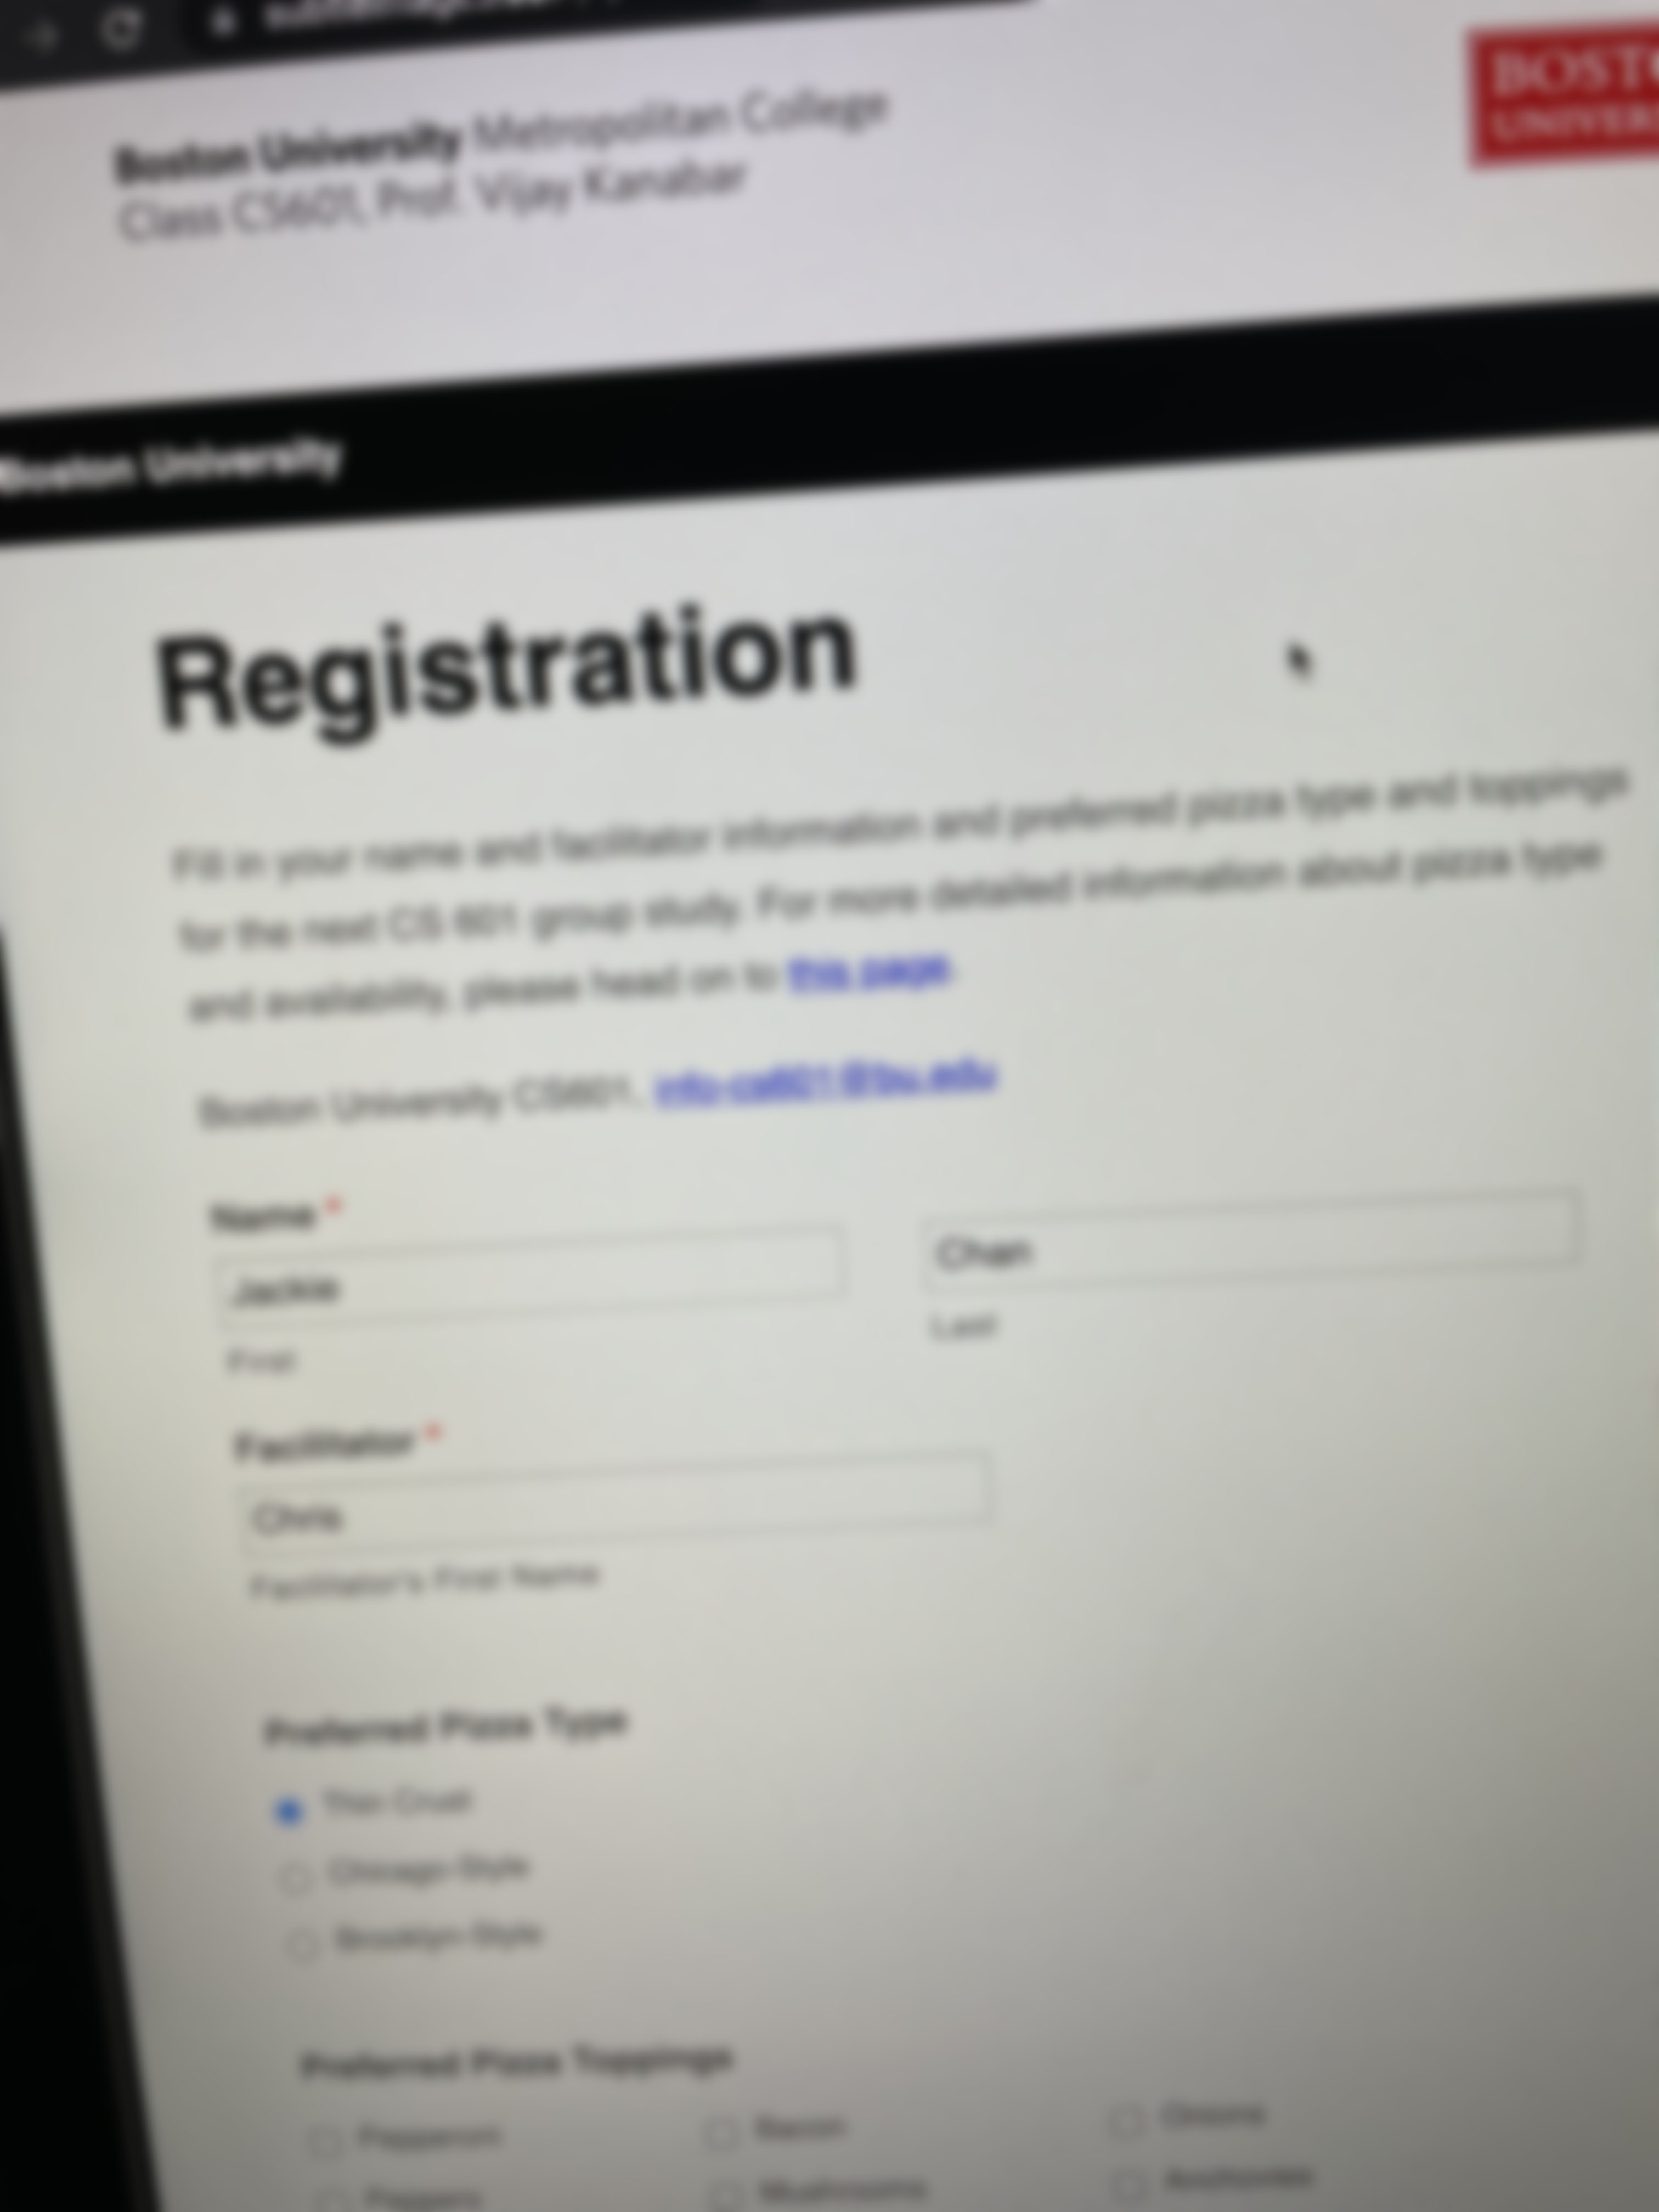 Boston University Metropolitan College
Class CS601, Prof. Vijay Kanabar
BOST
UNIVER
Boston University
Registration
Fill in your name and facilitator information and preferred pizza type and toppings
for the next CS 601 group study. For more detailed information about pizza type
and availability, please head on to this page.
Boston University CS601, info-cs601@bu.edu
Name *
Jackie
Chan
First
Last
Facilitator *
Chris
Facilitator's First Name
Preferred Pizza Type
Thin Crust
Chicago-Style
Brooklyn-Style
Preferred Pizza Toppings
Pepperoni
Bacon
Onions
Peppers
Mushrooms
Anchovies